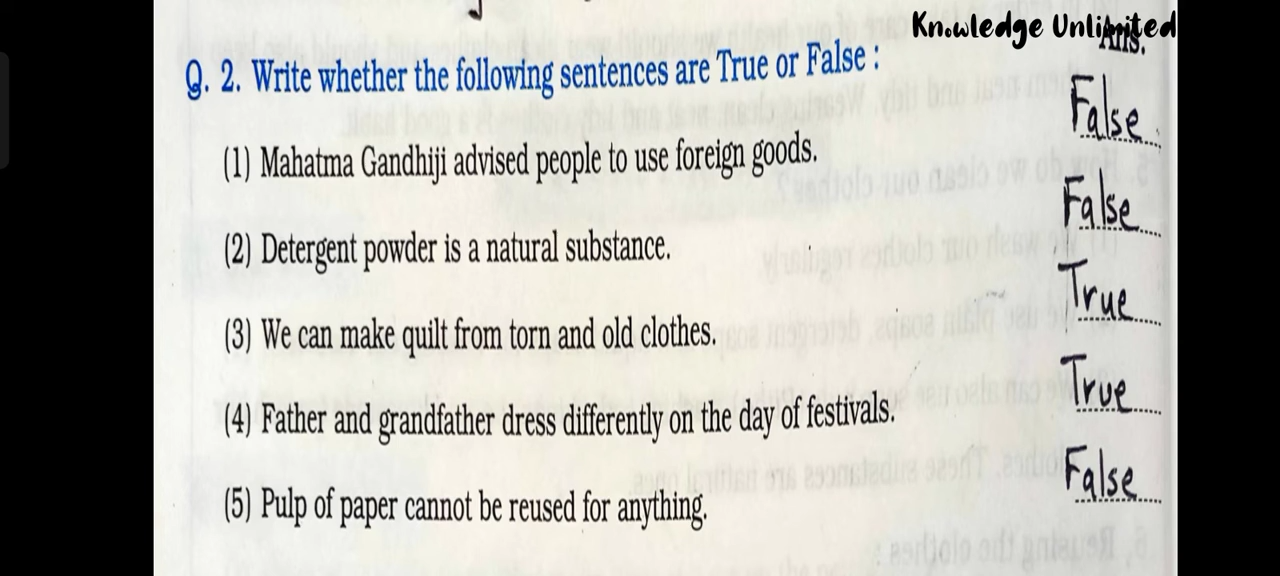 Knowledge Unlimited
Ans.
Q. 2. Write whether the following sentences are True or False :
(1) Mahatma Gandhiji advised people to use foreign goods. False
(2) Detergent powder is a natural substance. False
(3) We can make quilt from torn and old clothes. True
(4) Father and grandfather dress differently on the day of festivals. True
(5) Pulp of paper cannot be reused for anything. False